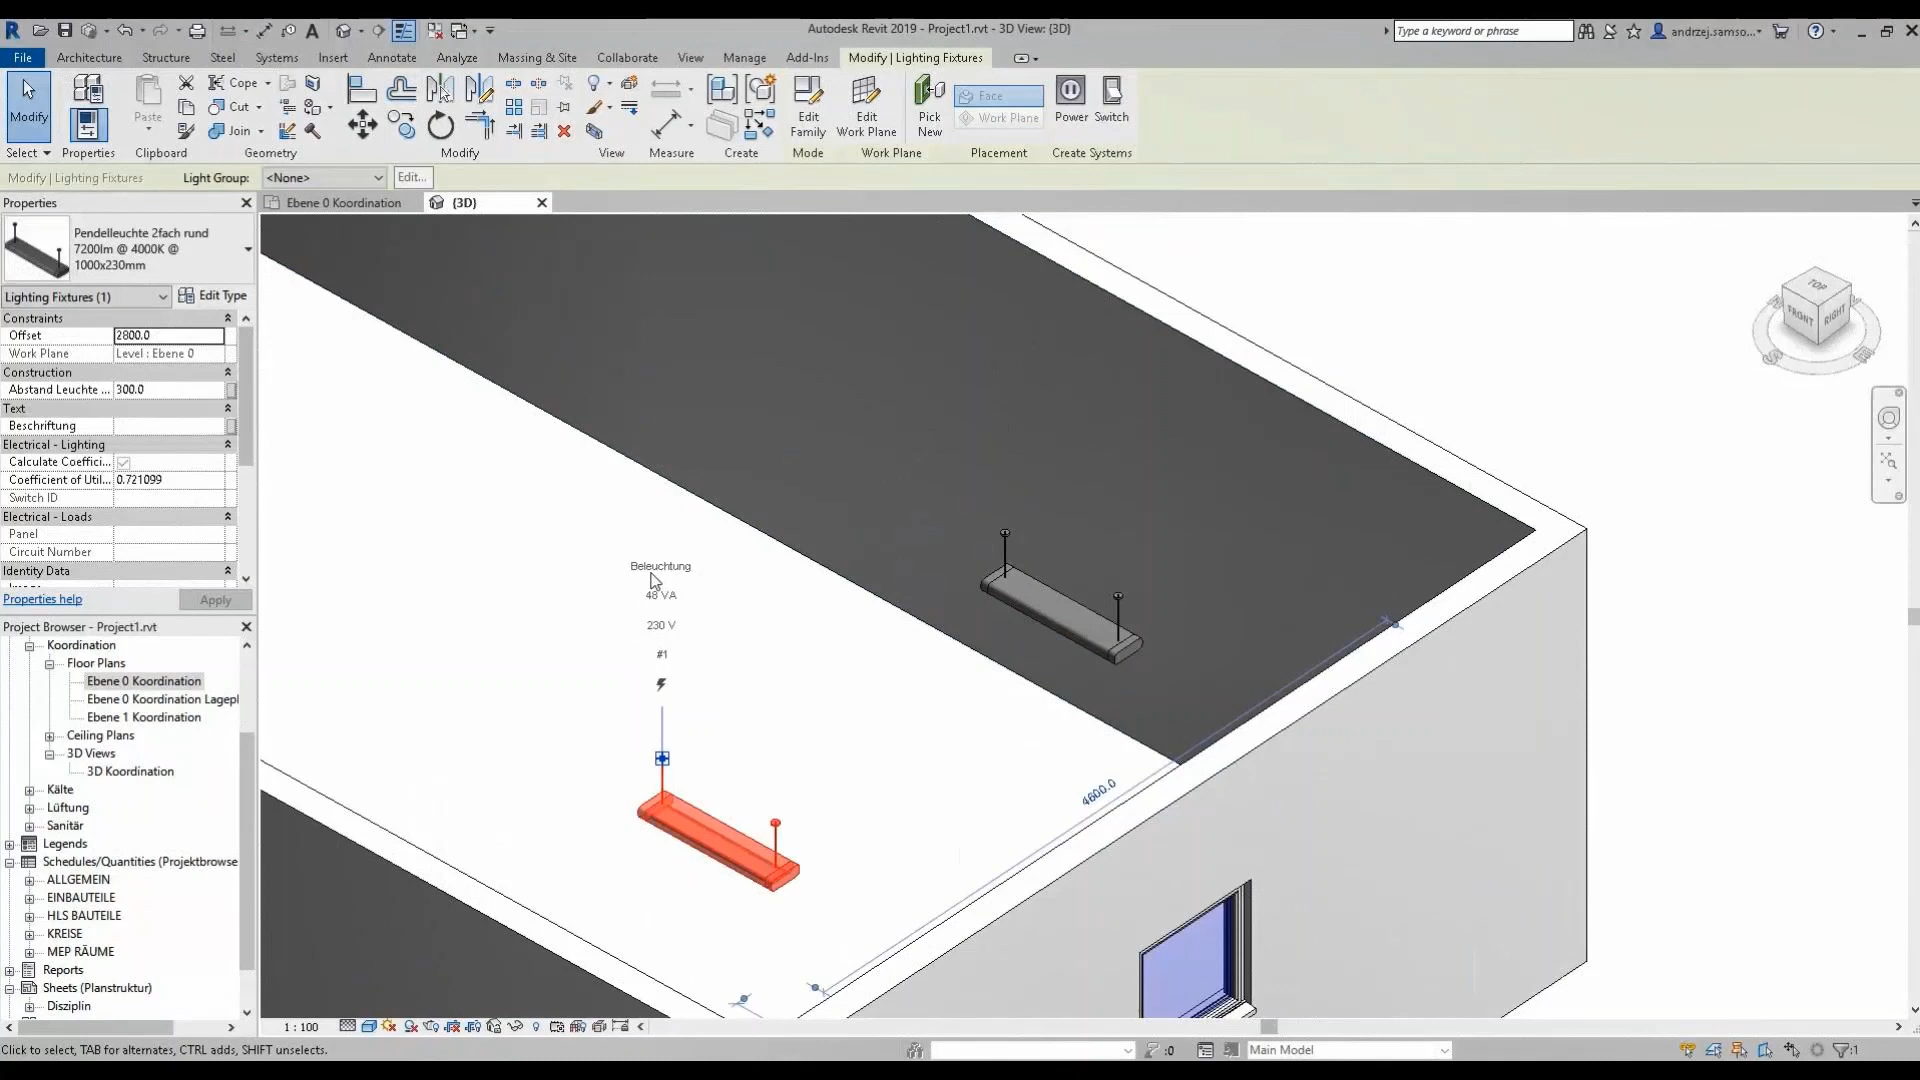 Autodesk Revit 2019 - Project1.rvt - 3D View: {3D}
Type a keyword or phrase
andrzej.samso...
File
Architecture
Structure
Steel
Systems
Insert
Annotate
Analyze
Massing & Site
Collaborate
View
Manage
Add-Ins
Modify | Lighting Fixtures
Modify
Paste
Cope
Cut
Join
Edit
Family
Edit
Work Plane
Pick
New
Face
Work Plane
Power
Switch
Select
Properties
Clipboard
Geometry
Modify
View
Measure
Create
Mode
Work Plane
Placement
Create Systems
Modify | Lighting Fixtures
Light Group:
<None>
Edit...
Properties
Ebene 0 Koordination
{3D}
Pendelleuchte 2fach rund
7200lm @ 4000K @
1000x230mm
Lighting Fixtures (1)
Edit Type
Constraints
Offset
2800.0
Work Plane
Level : Ebene 0
Construction
Abstand Leuchte ...
300.0
Text
Beschriftung
Electrical - Lighting
Calculate Coeffici...
Coefficient of Util...
0.721099
Switch ID
Electrical - Loads
Panel
Circuit Number
Identity Data
Properties help
Apply
Project Browser - Project1.rvt
Koordination
Floor Plans
Ebene 0 Koordination
Ebene 0 Koordination Lagepl
Ebene 1 Koordination
Ceiling Plans
3D Views
3D Koordination
Kälte
Lüftung
Sanitär
Legends
Schedules/Quantities (Projektbrowse
ALLGEMEIN
EINBAUTEILE
HLS BAUTEILE
KREISE
MEP RÄUME
Reports
Sheets (Planstruktur)
Disziplin
Beleuchtung
48 VA
230 V
#1
4600.0
TOP
FRONT
RIGHT
1 : 100
Click to select, TAB for alternates, CTRL adds, SHIFT unselects.
:0
Main Model
:1